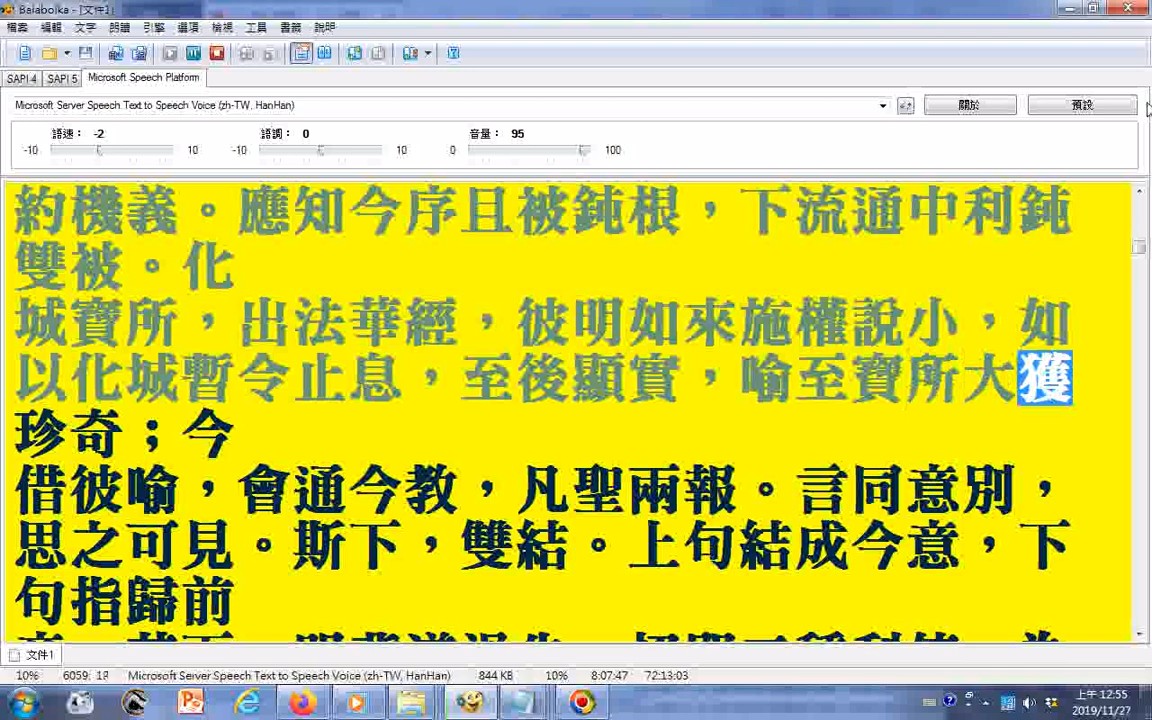 Balabolka - [文件1]
檔案 編輯 文字 朗讀 引擎 選項 檢視 工具 書籤 說明
SAPI 4 SAPI 5 Microsoft Speech Platform
Microsoft Server Speech Text to Speech Voice (zh-TW, HanHan) 關於 預設
語速： -2 語調： 0 音量： 95
-10 10 -10 10 0 100
約機義。應知今序且被鈍根，下流通中利鈍
雙被。化
城寶所，出法華經，彼明如來施權說小，如
以化城暫令止息，至後顯實，喻至寶所大獲
珍奇；今
借彼喻，會通今教，凡聖兩報。言同意別，
思之可見。斯下，雙結。上句結成今意，下
句指歸前
文件1
10% 6059, 18 Microsoft Server Speech Text to Speech Voice (zh-TW, HanHan) 844 KB 10% 8:07:47 72:13:03
上午 12:55
2019/11/27